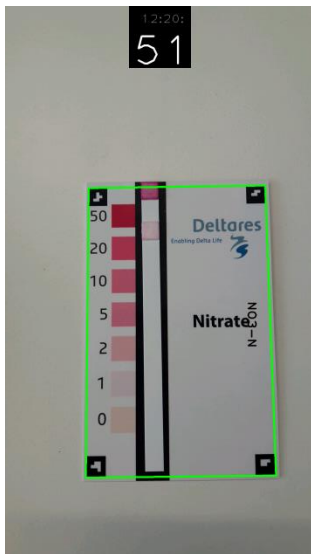 12:20:
51
50
20
10
5
2
1
0
Deltares
Enabling Delta Life
Nitrate
NO3-N